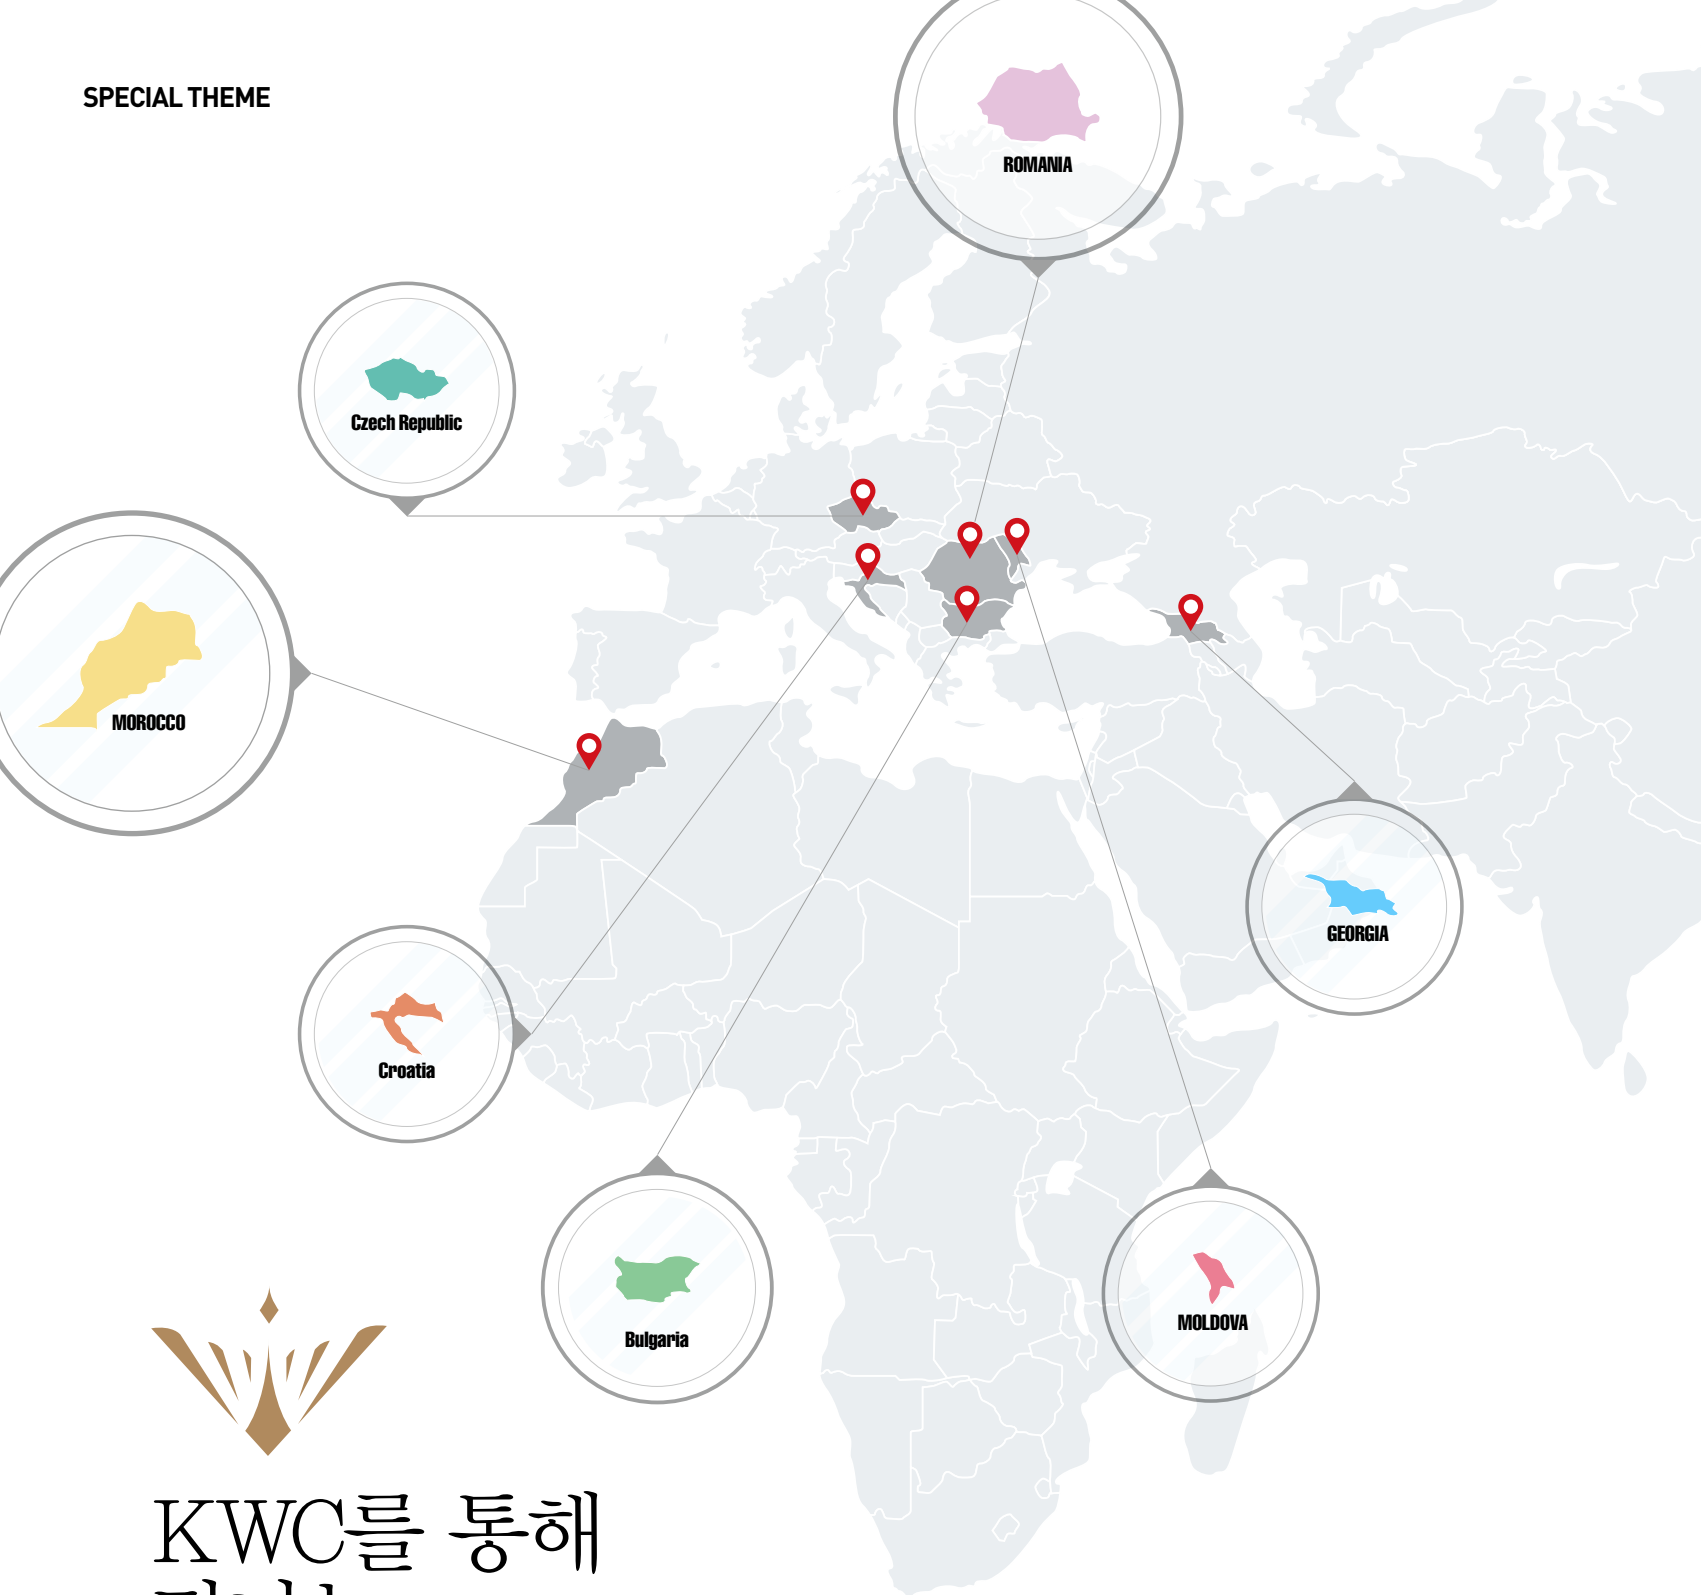 SPECIAL THEME
ROMANIA
Czech Republic
MOROCCO
GEORGIA
Croatia
Bulgaria
MOLDOVA
KWC를 통해